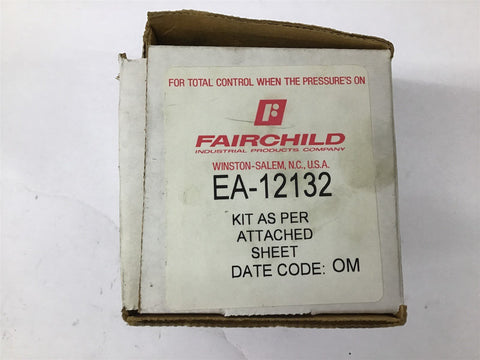 FOR TOTAL CONTROL WHEN THE PRESSURE'S ON
FAIRCHILD
INDUSTRIAL PRODUCTS COMPANY
WINSTON-SALEM, N.C., U.S.A.
EA-12132
KIT AS PER
ATTACHED
SHEET
DATE CODE: OM